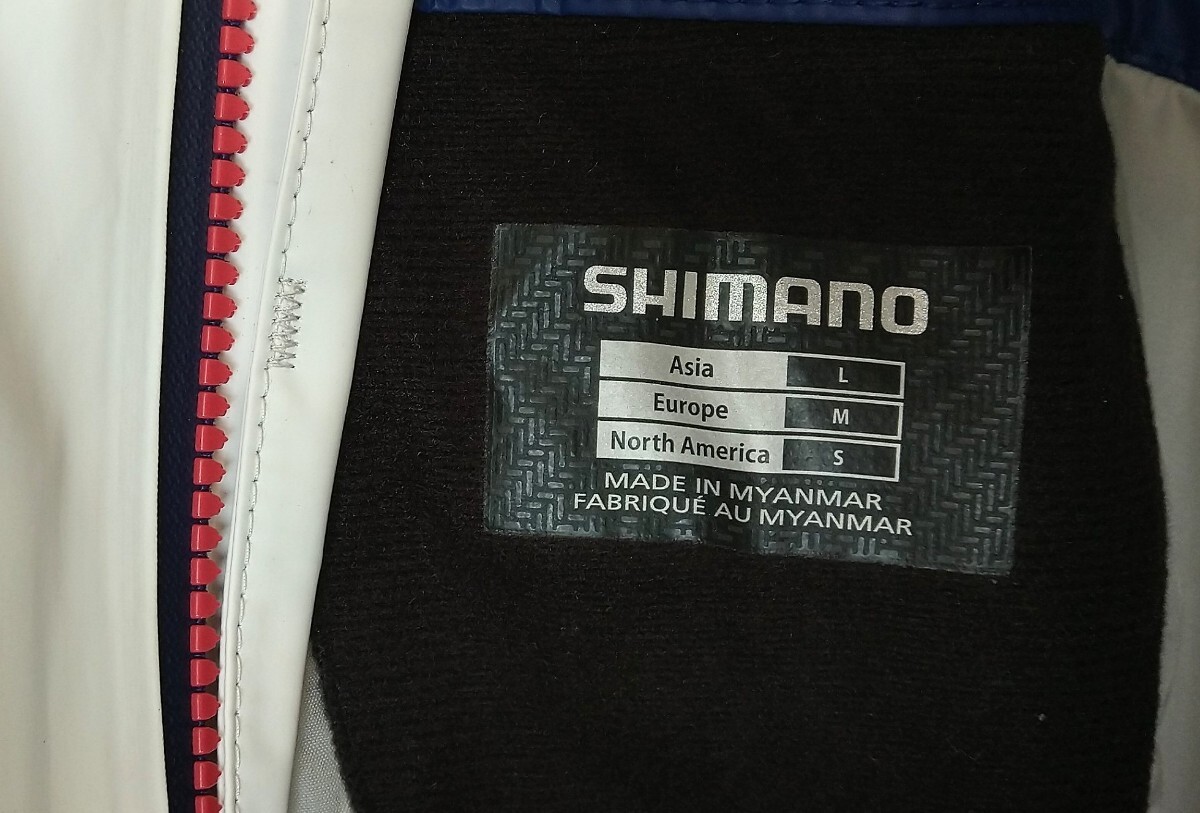 SHIMANO
Asia L
Europe M
North America S
MADE IN MYANMAR
FABRIQUÉ AU MYANMAR